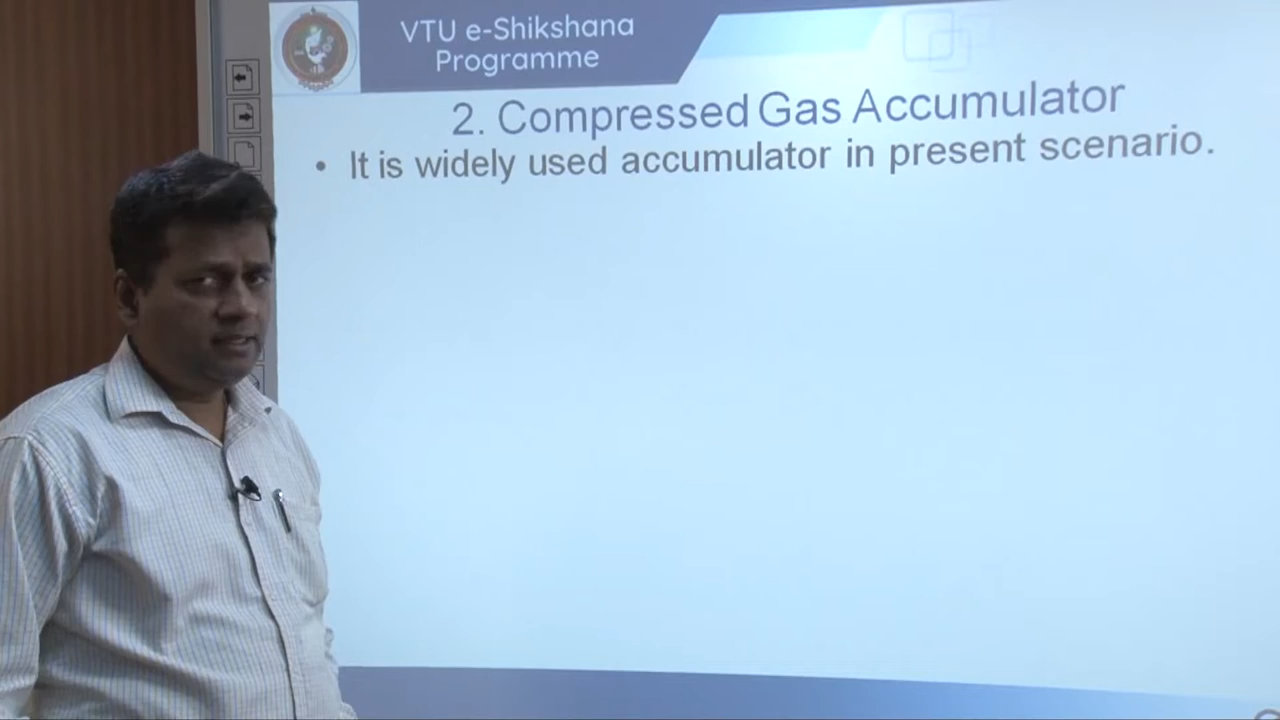 VTU e-Shikshana
Programme
2. Compressed Gas Accumulator
• It is widely used accumulator in present scenario.